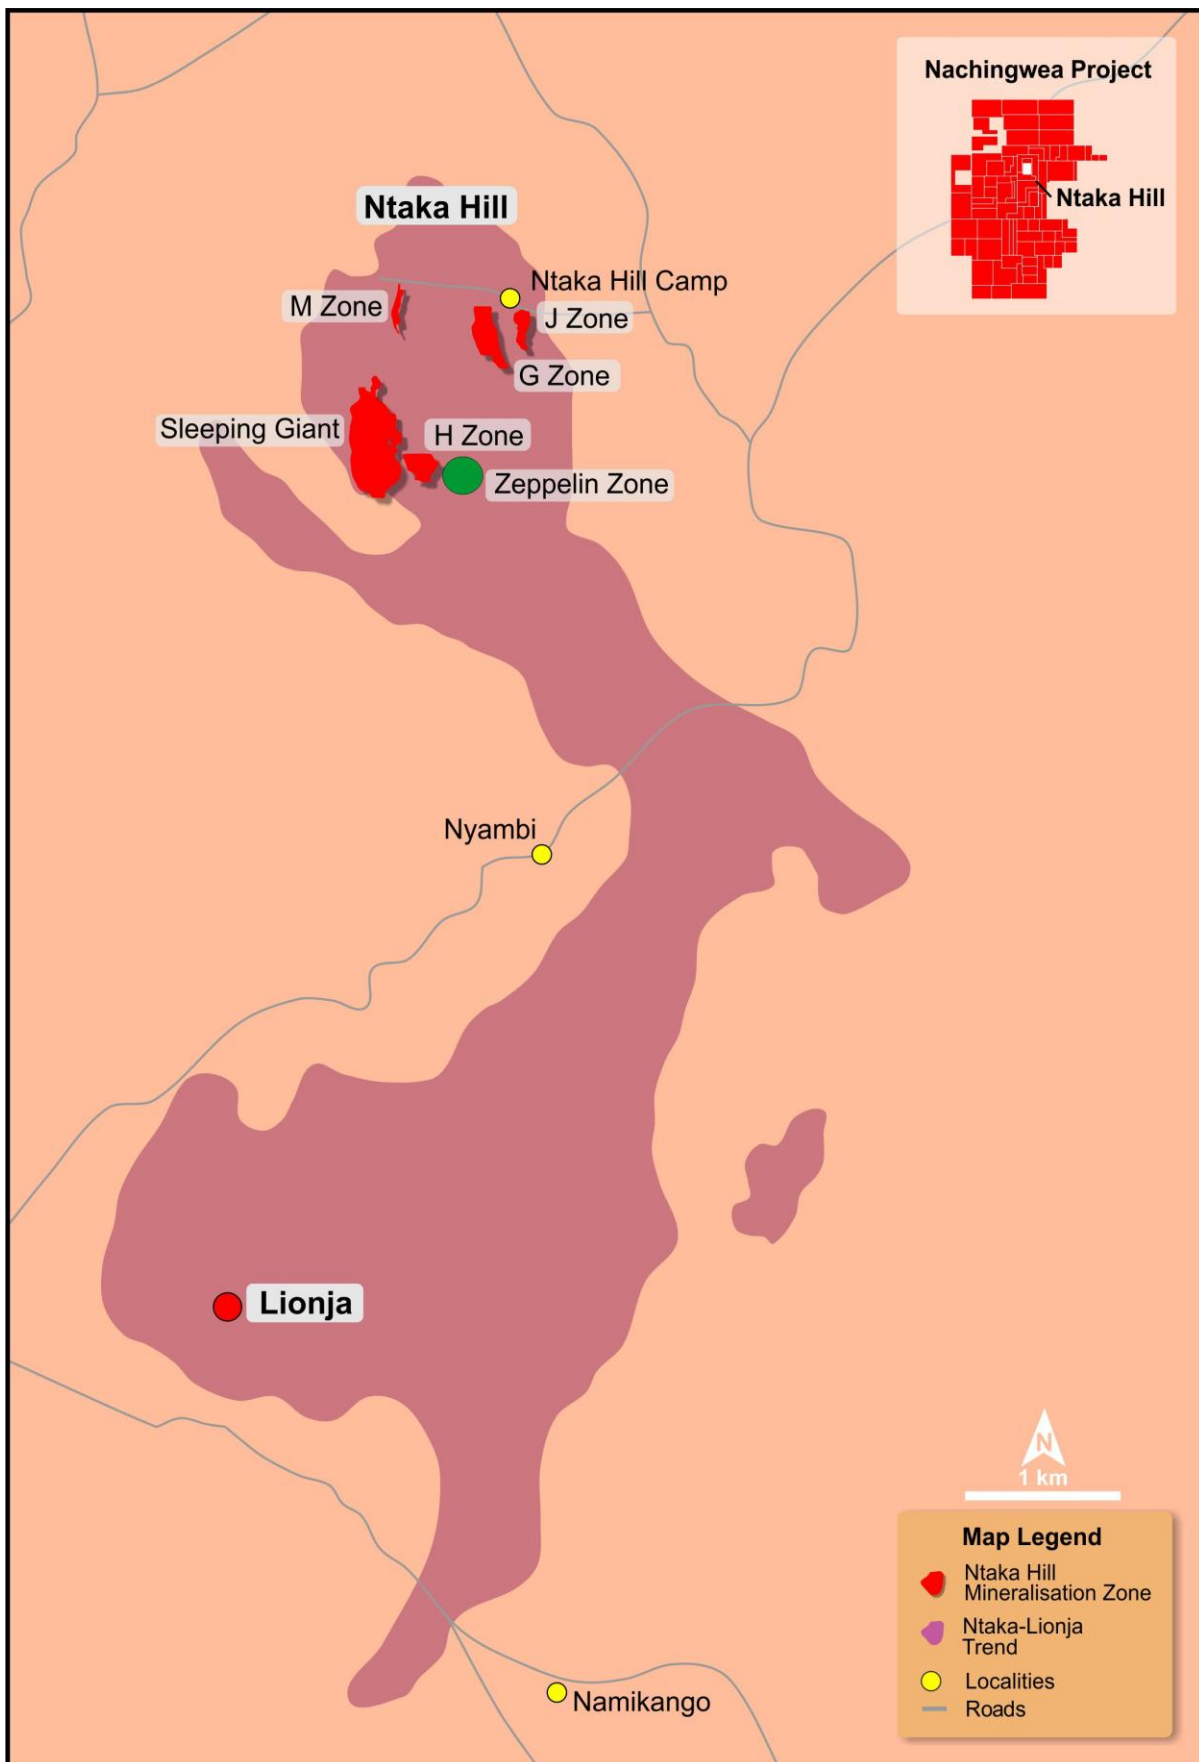 Nachingwea Project
Ntaka Hill
Ntaka Hill
Ntaka Hill Camp
M Zone
J Zone
G Zone
Sleeping Giant
H Zone
Zeppelin Zone
Nyambi
Lionja
N
1 km
Map Legend
Ntaka Hill
Mineralisation Zone
Ntaka-Lionja
Trend
Localities
Roads
Namikango